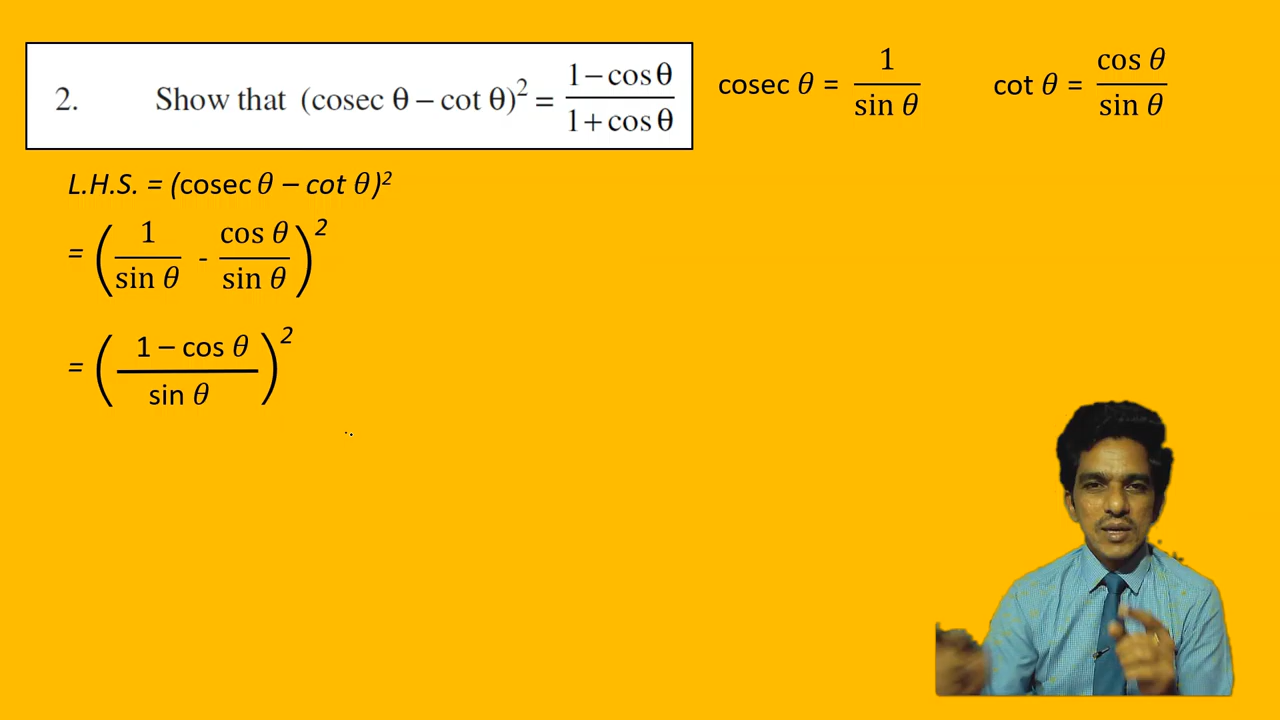 2. Show that (cosec θ – cot θ)² = (1 – cos θ)/(1 + cos θ)
cosec θ = 1/sin θ
cot θ = cos θ/sin θ
L.H.S. = (cosec θ – cot θ)²
= (1/sin θ - cos θ/sin θ)²
= ((1 – cos θ)/sin θ)²